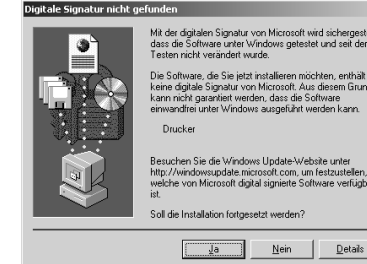 Digitale Signatur nicht gefunden
Mit der digitalen Signatur von Microsoft wird
dass die Software unter Windows getestet und seit
Testen nicht verändert wurde.
Die Software, die Sie jetzt installieren möchten, enthält
keine digitale Signatur von Microsoft. Aus diesem
kann nicht garantiert werden, dass die Software
einwandfrei unter Windows ausgeführt werden kann.
Drucker
Besuchen Sie die Windows Update-Website unter
http://windowsupdate.microsoft.com, um festzustellen,
welche von Microsoft digital signierte Software
ist.
Soll die Installation fortgesetzt werden?
Ja
Nein
Details